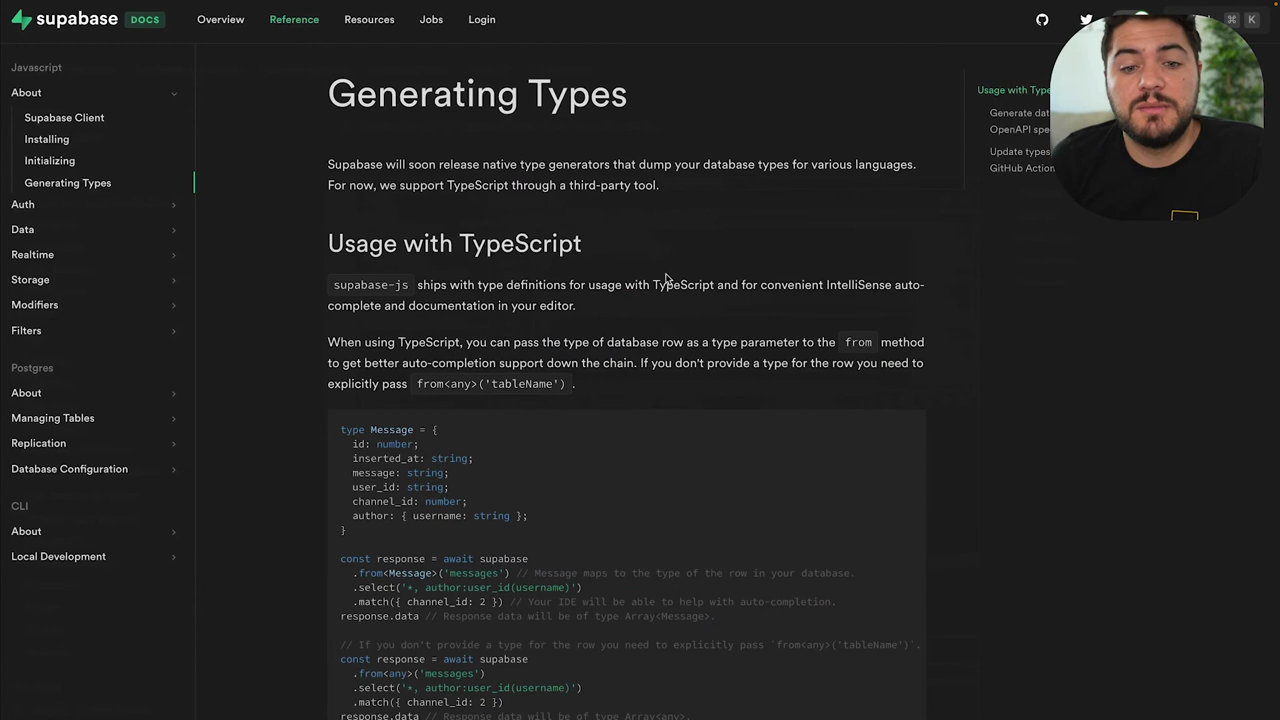 supabase DOCS Overview Reference Resources Jobs Login
⌘ K
Javascript
About
Supabase Client
Installing
Initializing
Generating Types
Auth
Data
Realtime
Storage
Modifiers
Filters
Postgres
About
Managing Tables
Replication
Database Configuration
CLI
About
Local Development
Generating Types
Supabase will soon release native type generators that dump your database types for various languages.
For now, we support TypeScript through a third-party tool.
Usage with TypeScript
supabase-js ships with type definitions for usage with TypeScript and for convenient IntelliSense auto-
complete and documentation in your editor.
When using TypeScript, you can pass the type of database row as a type parameter to the from method
to get better auto-completion support down the chain. If you don't provide a type for the row you need to
explicitly pass from<any>('tableName') .
type Message = {
id: number;
inserted_at: string;
message: string;
user_id: string;
channel_id: number;
author: { username: string };
}
const response = await supabase
.from<Message>('messages') // Message maps to the type of the row in your database.
.select('*, author:user_id(username)')
.match({ channel_id: 2 }) // Your IDE will be able to help with auto-completion.
response.data // Response data will be of type Array<Message>.
// If you don't provide a type for the row you need to explicitly pass `from<any>('tableName')`.
const response = await supabase
.from<any>('messages')
.select('*, author:user_id(username)')
.match({ channel_id: 2 })
response.data // Response data will be of type Array<any>.
Usage with Type
Generate dat
OpenAPI spe
Update types
GitHub Action